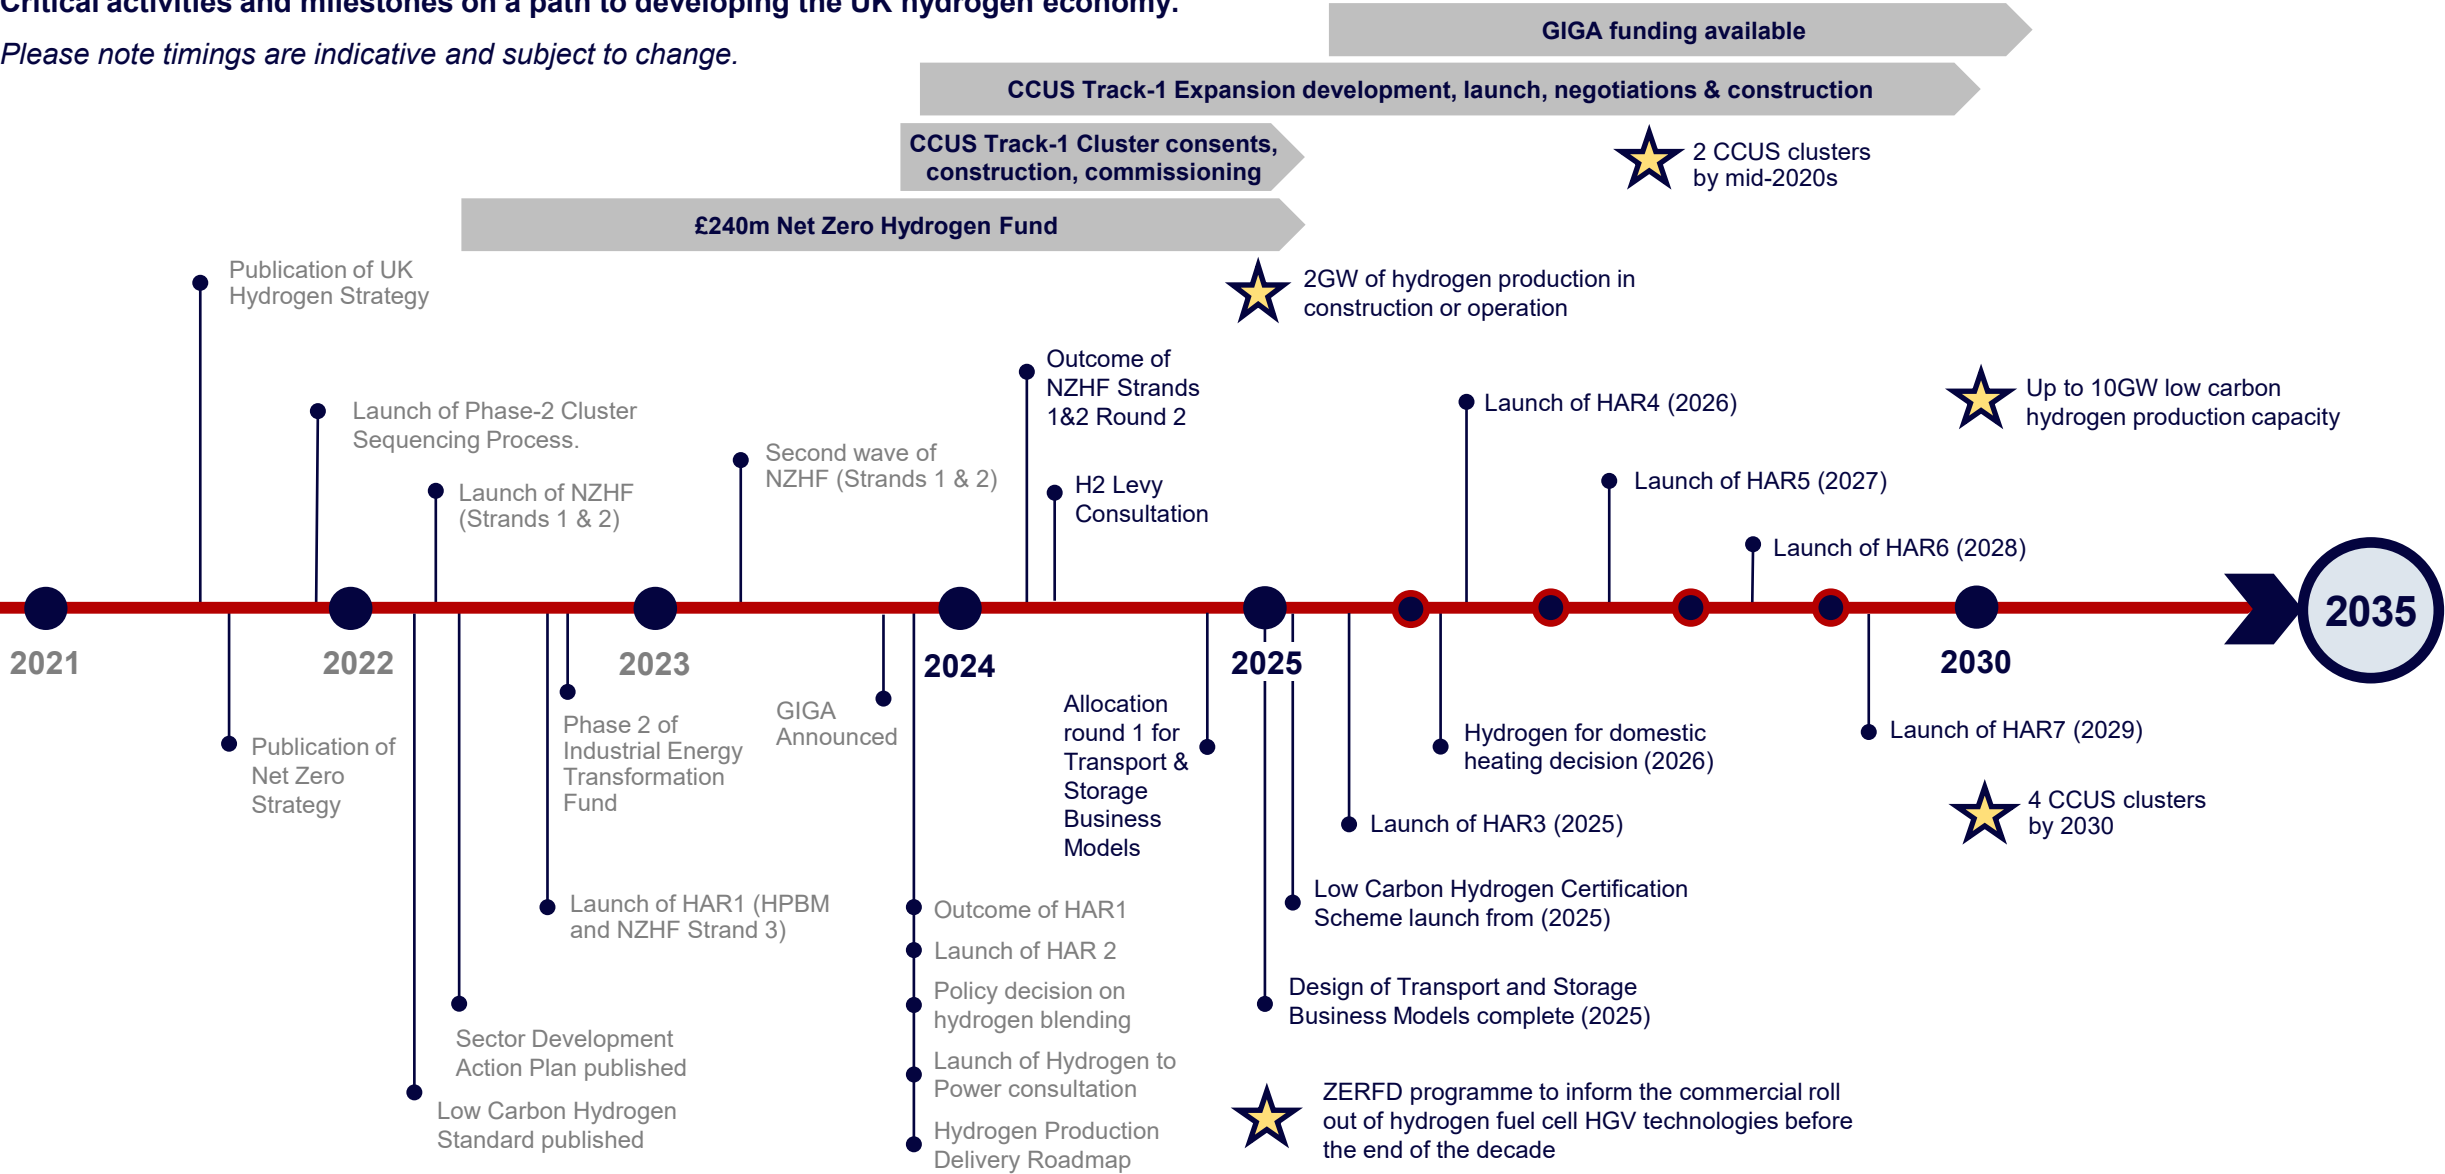 Critical activities and milestones on a path to developing the UK hydrogen economy.
Please note timings are indicative and subject to change.
GIGA funding available
CCUS Track-1 Expansion development, launch, negotiations & construction
CCUS Track-1 Cluster consents,
construction, commissioning
2 CCUS clusters
by mid-2020s
£240m Net Zero Hydrogen Fund
Publication of UK
Hydrogen Strategy
2GW of hydrogen production in
construction or operation
Launch of Phase-2 Cluster
Sequencing Process.
Launch of NZHF
(Strands 1 & 2)
Second wave of
NZHF (Strands 1 & 2)
Outcome of
NZHF Strands
1&2 Round 2
H2 Levy
Consultation
Launch of HAR4 (2026)
Launch of HAR5 (2027)
Launch of HAR6 (2028)
Up to 10GW low carbon
hydrogen production capacity
2021
2022
2023
2024
2025
2030
2035
Publication of
Net Zero
Strategy
Phase 2 of
Industrial Energy
Transformation
Fund
GIGA
Announced
Allocation
round 1 for
Transport &
Storage
Business
Models
Hydrogen for domestic
heating decision (2026)
Launch of HAR7 (2029)
Launch of HAR3 (2025)
4 CCUS clusters
by 2030
Launch of HAR1 (HPBM
and NZHF Strand 3)
Outcome of HAR1
Launch of HAR 2
Policy decision on
hydrogen blending
Launch of Hydrogen to
Power consultation
Hydrogen Production
Delivery Roadmap
Low Carbon Hydrogen Certification
Scheme launch from (2025)
Design of Transport and Storage
Business Models complete (2025)
Sector Development
Action Plan published
Low Carbon Hydrogen
Standard published
ZERFD programme to inform the commercial roll
out of hydrogen fuel cell HGV technologies before
the end of the decade